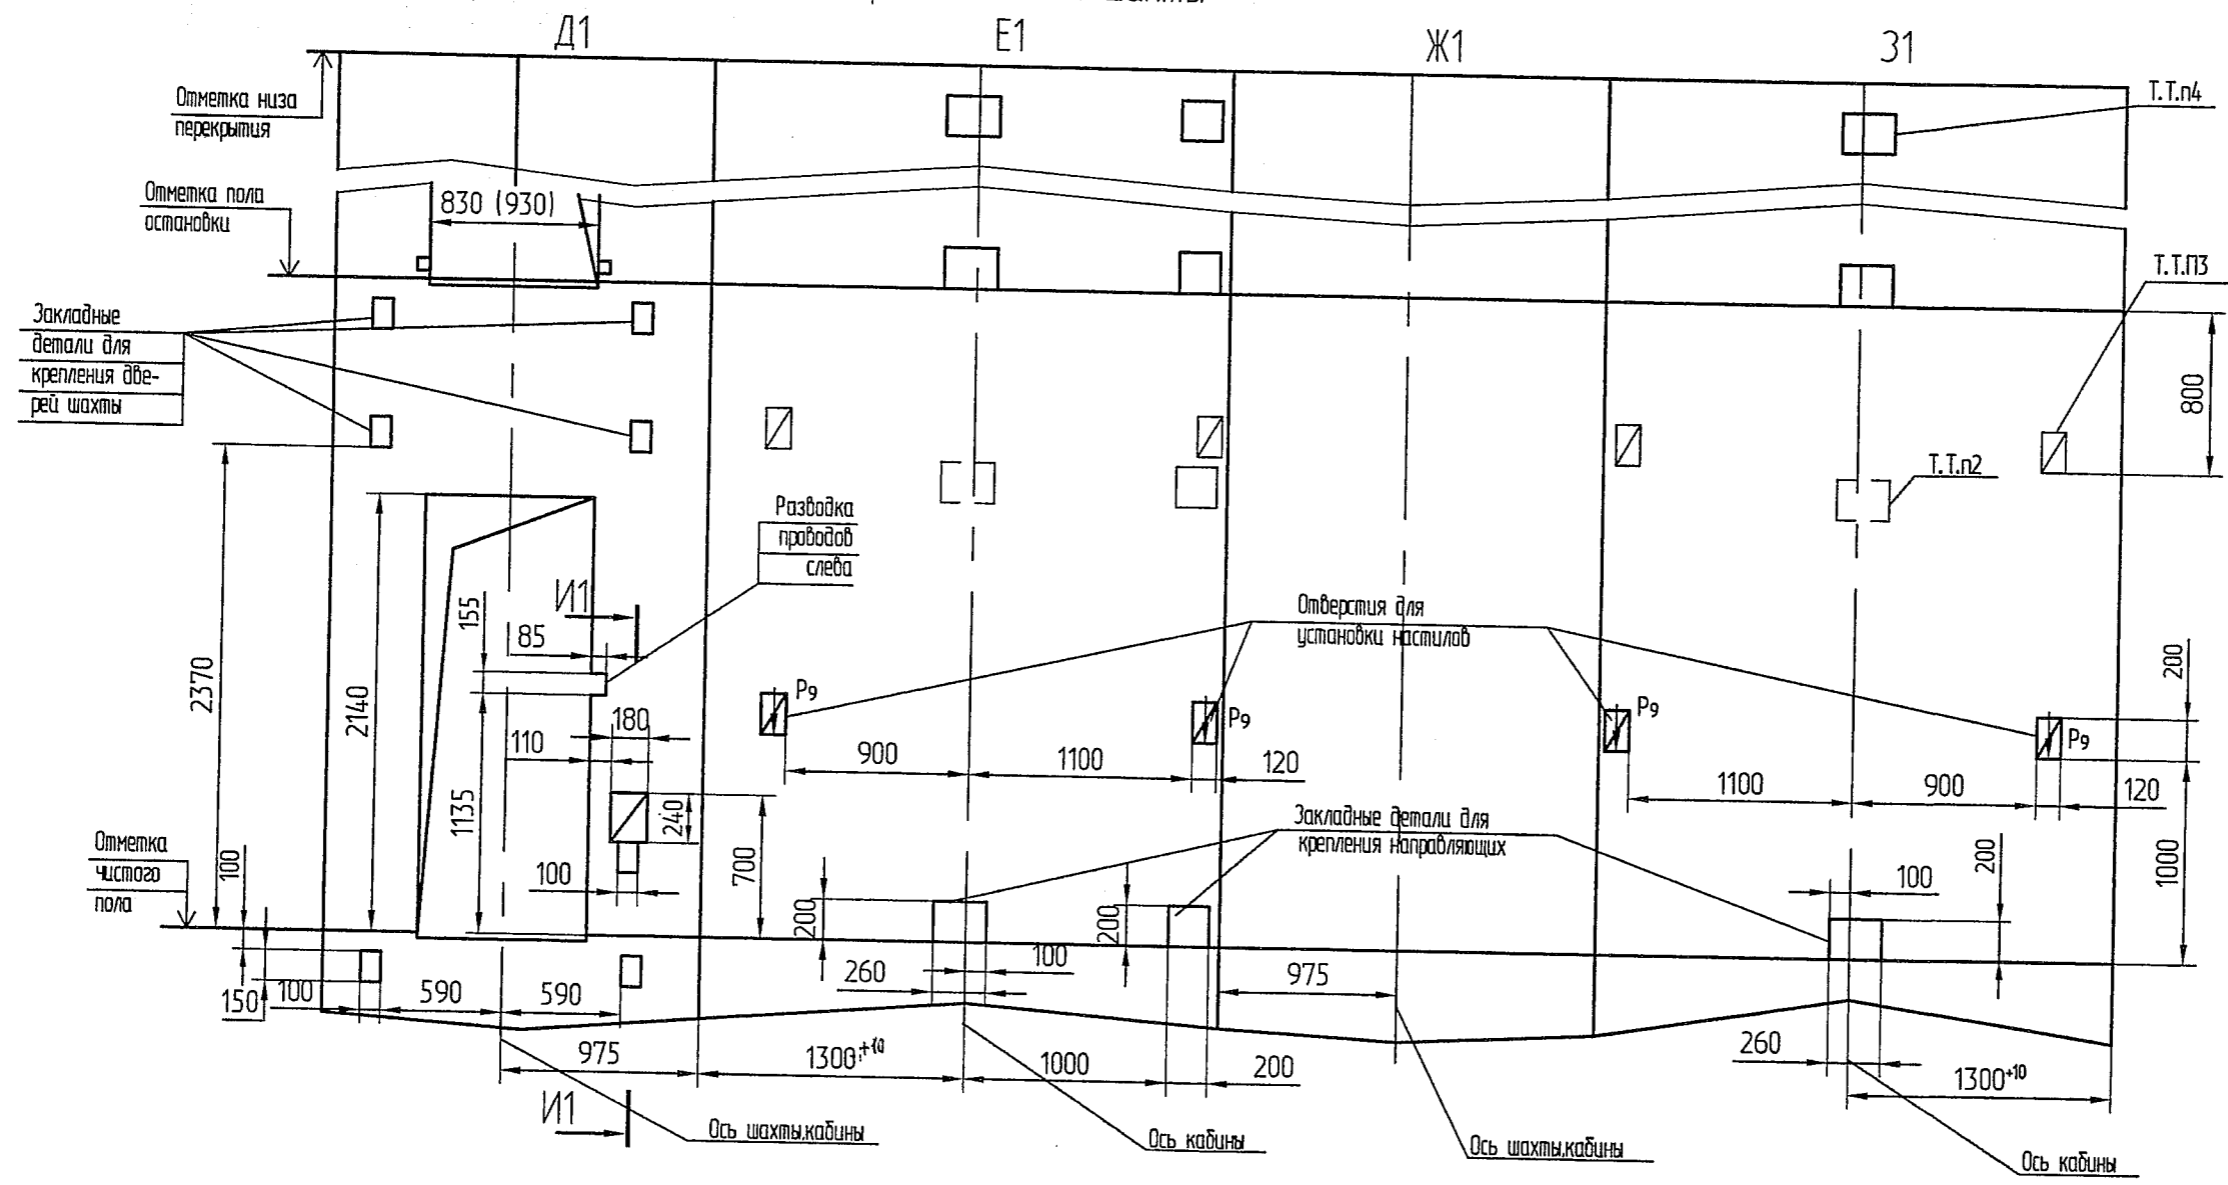 Д1
Е1
Ж1
З1
Отметка низа
перекрытия
Т.Т.п4
Отметка пола
остановки
830 (930)
Т.Т.П3
Закладные
детали для
крепления две-
рей шахты
800
Т.Т.п2
Разводка
проводов
слева
И1
155
85
Отверстия для
установки настилов
2370
2140
200
Р9
Р9
Р9
Р9
180
110
900
1100
120
1100
900
120
1135
240
700
Закладные детали для
крепления направляющих
Отметка
чистого
пола
100
100
200
200
100
200
1000
150
100
590
590
260
100
975
975
1300+10
1000
200
260
1300+10
И1
Ось шахты,кабины
Ось кабины
Ось шахты,кабины
Ось кабины